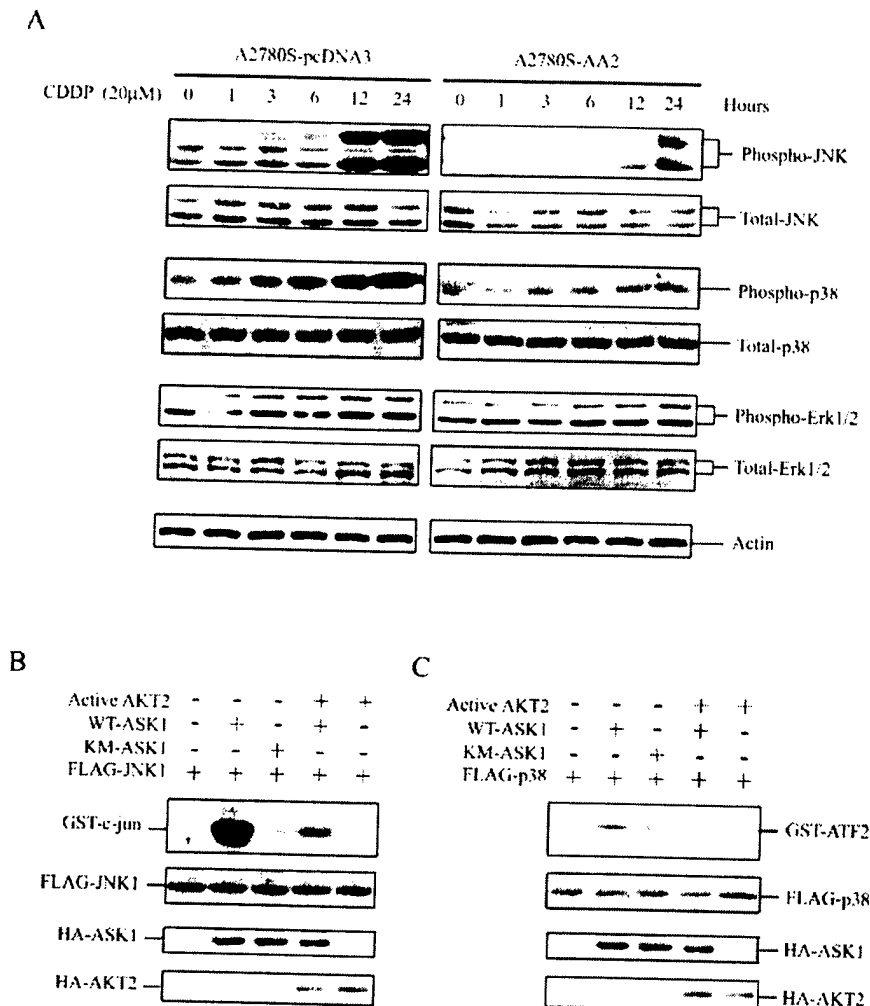 A
A2780S-pcDNA3 A2780S-AA2
CDDP (20µM) 0 1 3 6 12 24 0 1 3 6 12 24 Hours
Phospho-JNK
Total-JNK
Phospho-p38
Total-p38
Phospho-Erk1/2
Total-Erk1/2
Actin
B
Active AKT2 - - - + +
WT-ASK1 - + - + -
KM-ASK1 - - + - -
FLAG-JNK1 + + + + +
GST-c-jun
FLAG-JNK1
HA-ASK1
HA-AKT2
C
Active AKT2 - - - + +
WT-ASK1 - + - + -
KM-ASK1 - - + - -
FLAG-p38 + + + + +
GST-ATF2
FLAG-p38
HA-ASK1
HA-AKT2